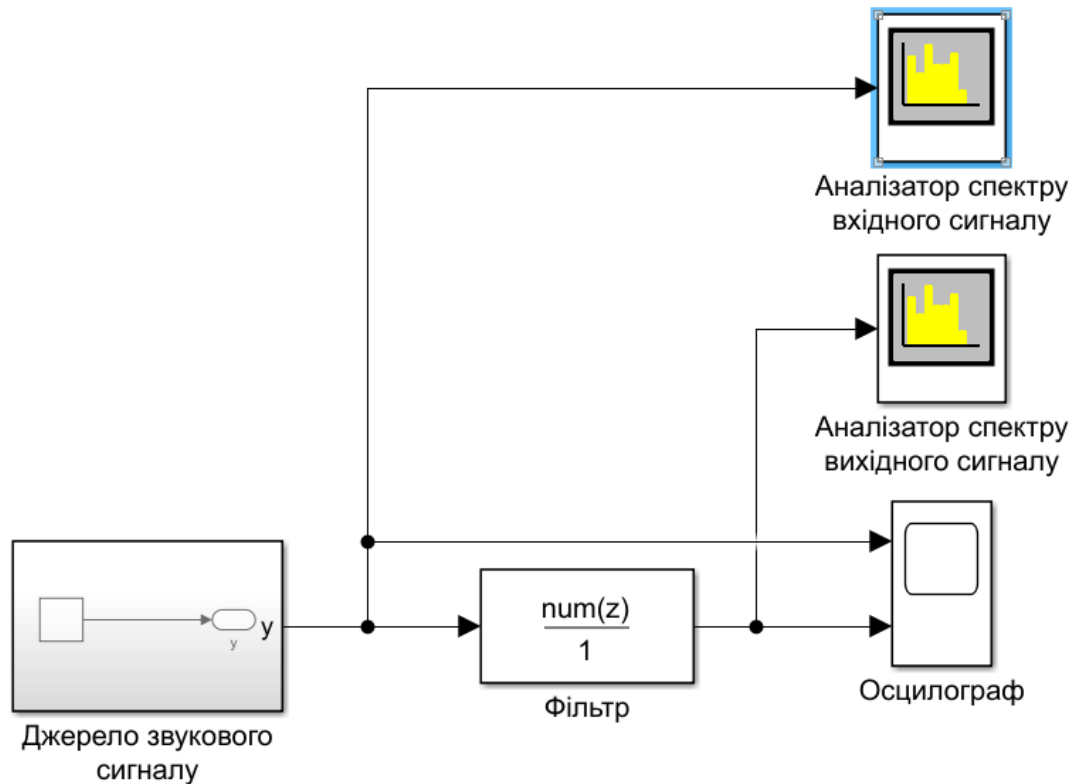 Аналізатор спектру
вхідного сигналу
Аналізатор спектру
вихідного сигналу
y
y
num(z)
1
Осцилограф
Фільтр
Джерело звукового
сигналу